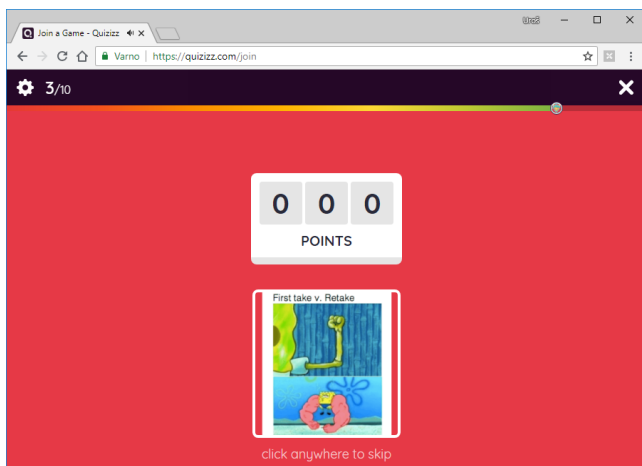 Uroš
Join a Game - Quizizz
Varno | https://quizizz.com/join
3/10
0 0 0
POINTS
First take v. Retake
click anywhere to skip